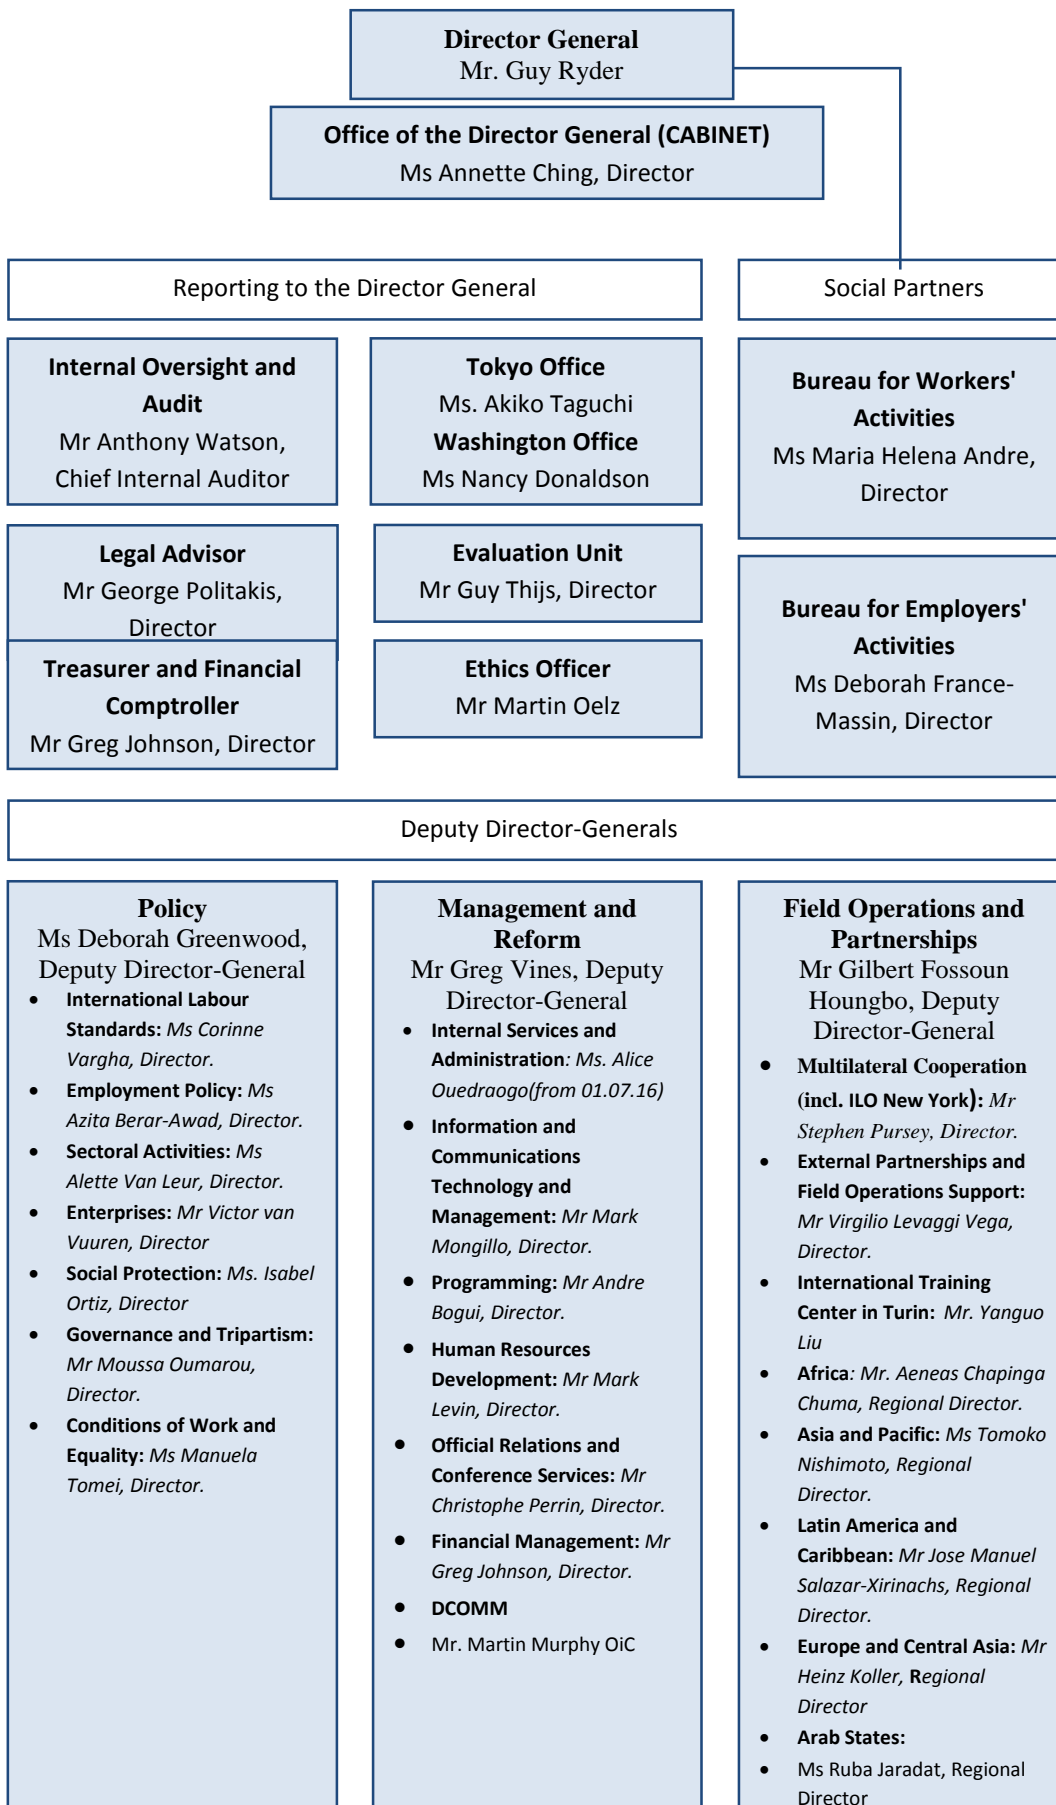 Director General
Mr. Guy Ryder
Office of the Director General (CABINET)
Ms Annette Ching, Director
Reporting to the Director General
Social Partners
Internal Oversight and
Audit
Mr Anthony Watson,
Chief Internal Auditor
Tokyo Office
Ms. Akiko Taguchi
Washington Office
Ms Nancy Donaldson
Bureau for Workers'
Activities
Ms Maria Helena Andre,
Director
Legal Advisor
Mr George Politakis,
Director
Evaluation Unit
Mr Guy Thijs, Director
Bureau for Employers'
Activities
Ms Deborah France-
Massin, Director
Treasurer and Financial
Comptroller
Mr Greg Johnson, Director
Ethics Officer
Mr Martin Oelz
Deputy Director-Generals
Policy
Ms Deborah Greenwood,
Deputy Director-General
• International Labour
Standards: Ms Corinne
Vargha, Director.
• Employment Policy: Ms
Azita Berar-Awad, Director.
• Sectoral Activities: Ms
Alette Van Leur, Director.
• Enterprises: Mr Victor van
Vuuren, Director
• Social Protection: Ms. Isabel
Ortiz, Director
• Governance and Tripartism:
Mr Moussa Oumarou,
Director.
• Conditions of Work and
Equality: Ms Manuela
Tomei, Director.
Management and
Reform
Mr Greg Vines, Deputy
Director-General
• Internal Services and
Administration: Ms. Alice
Ouedraogo(from 01.07.16)
• Information and
Communications
Technology and
Management: Mr Mark
Mongillo, Director.
• Programming: Mr Andre
Bogui, Director.
• Human Resources
Development: Mr Mark
Levin, Director.
• Official Relations and
Conference Services: Mr
Christophe Perrin, Director.
• Financial Management: Mr
Greg Johnson, Director.
• DCOMM
• Mr. Martin Murphy OiC
Field Operations and
Partnerships
Mr Gilbert Fossoun
Houngbo, Deputy
Director-General
• Multilateral Cooperation
(incl. ILO New York): Mr
Stephen Pursey, Director.
• External Partnerships and
Field Operations Support:
Mr Virgilio Levaggi Vega,
Director.
• International Training
Center in Turin: Mr. Yanguo
Liu
• Africa: Mr. Aeneas Chapinga
Chuma, Regional Director.
• Asia and Pacific: Ms Tomoko
Nishimoto, Regional
Director.
• Latin America and
Caribbean: Mr Jose Manuel
Salazar-Xirinachs, Regional
Director.
• Europe and Central Asia: Mr
Heinz Koller, Regional
Director
• Arab States:
• Ms Ruba Jaradat, Regional
Director